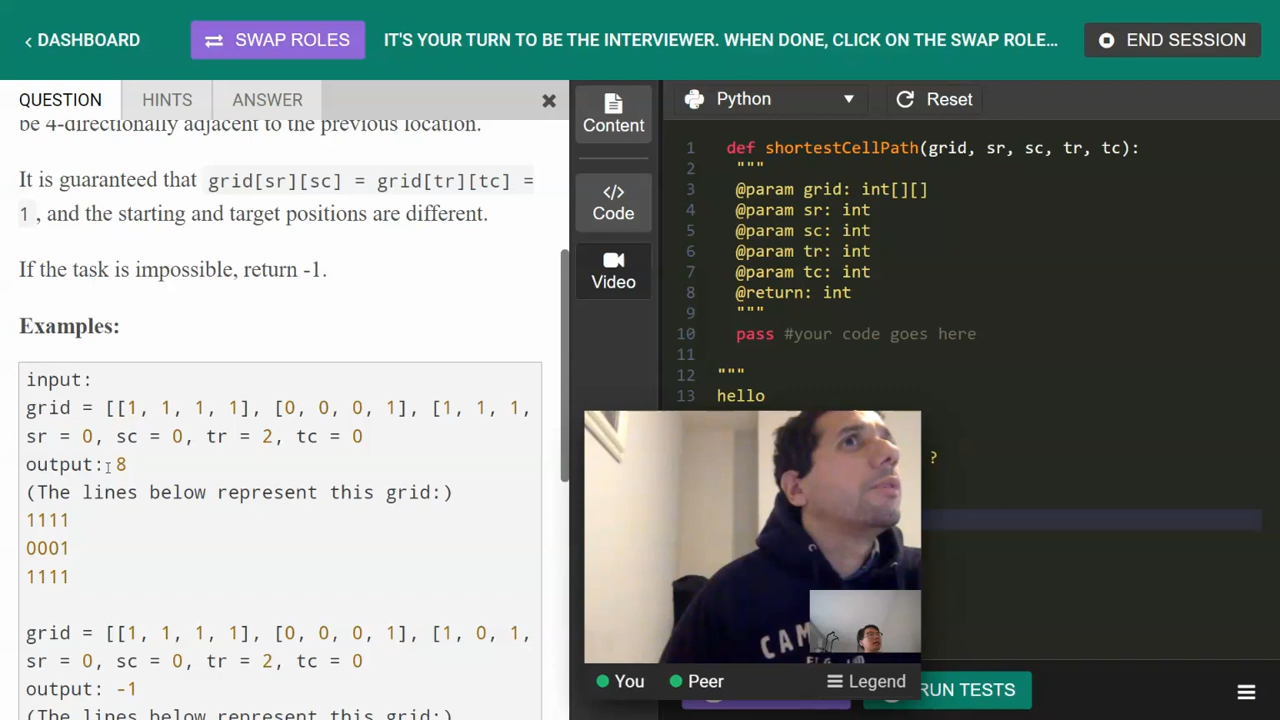 DASHBOARD
SWAP ROLES
IT'S YOUR TURN TO BE THE INTERVIEWER. WHEN DONE, CLICK ON THE SWAP ROLE...
END SESSION
QUESTION
HINTS
ANSWER
be 4-directionally adjacent to the previous location.
It is guaranteed that grid[sr][sc] = grid[tr][tc] =
1, and the starting and target positions are different.
If the task is impossible, return -1.
Examples:
input:
grid = [[1, 1, 1, 1], [0, 0, 0, 1], [1, 1, 1,
sr = 0, sc = 0, tr = 2, tc = 0
output: 8
(The lines below represent this grid:)
1111
0001
1111
grid = [[1, 1, 1, 1], [0, 0, 0, 1], [1, 0, 1,
sr = 0, sc = 0, tr = 2, tc = 0
output: -1
(The lines below represent this grid:)
Content
Code
Video
Python
Reset
1 def shortestCellPath(grid, sr, sc, tr, tc):
2 """
3 @param grid: int[][]
4 @param sr: int
5 @param sc: int
6 @param tr: int
7 @param tc: int
8 @return: int
9 """
10 pass #your code goes here
11
12 """
13 hello
?
CAM
You
Peer
Legend
RUN TESTS